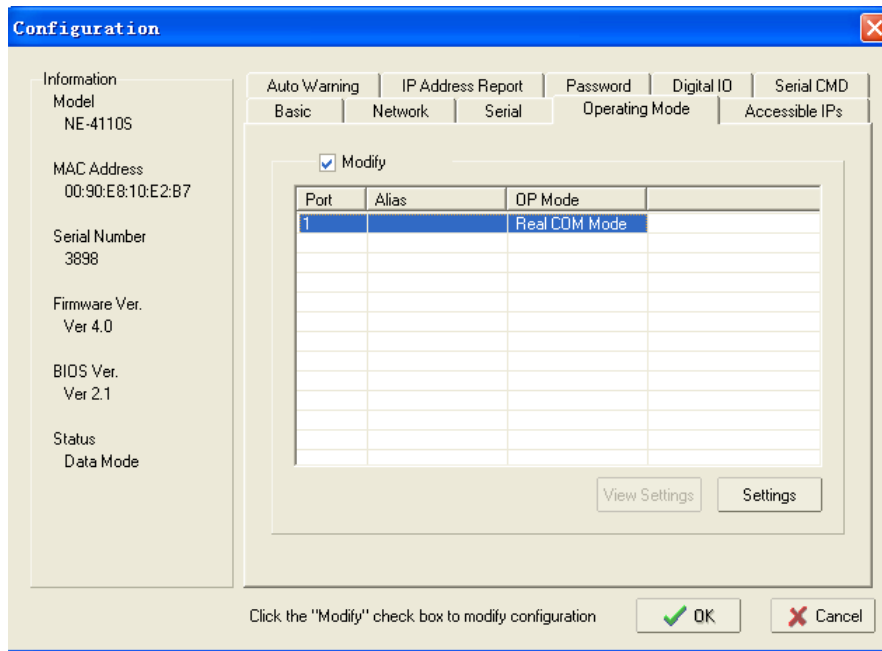 Configuration
Information
Model
NE-4110S
MAC Address
00:90:E8:10:E2:B7
Serial Number
3898
Firmware Ver.
Ver 4.0
BIOS Ver.
Ver 2.1
Status
Data Mode
Auto Warning IP Address Report Password Digital IO Serial CMD
Basic Network Serial Operating Mode Accessible IPs
Modify
Port Alias OP Mode
1 Real COM Mode
View Settings Settings
Click the "Modify" check box to modify configuration OK Cancel